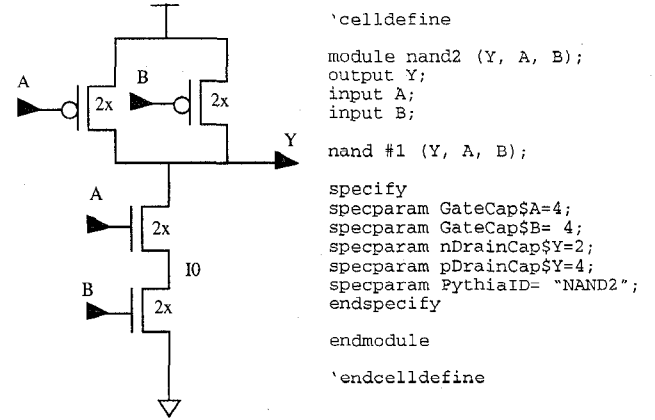 A
B
2x
2x
Y
A
2x
I0
B
2x
`celldefine
module nand2 (Y, A, B);
output Y;
input A;
input B;
nand #1 (Y, A, B);
specify
specparam GateCap$A=4;
specparam GateCap$B= 4;
specparam nDrainCap$Y=2;
specparam pDrainCap$Y=4;
specparam PythiaID= "NAND2";
endspecify
endmodule
`endcelldefine